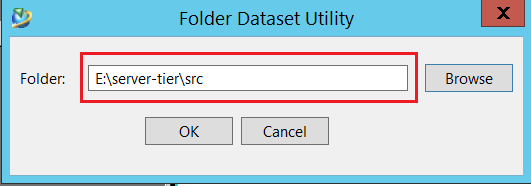 Folder Dataset Utility
X
Folder: E:\server-tier\src Browse
OK Cancel